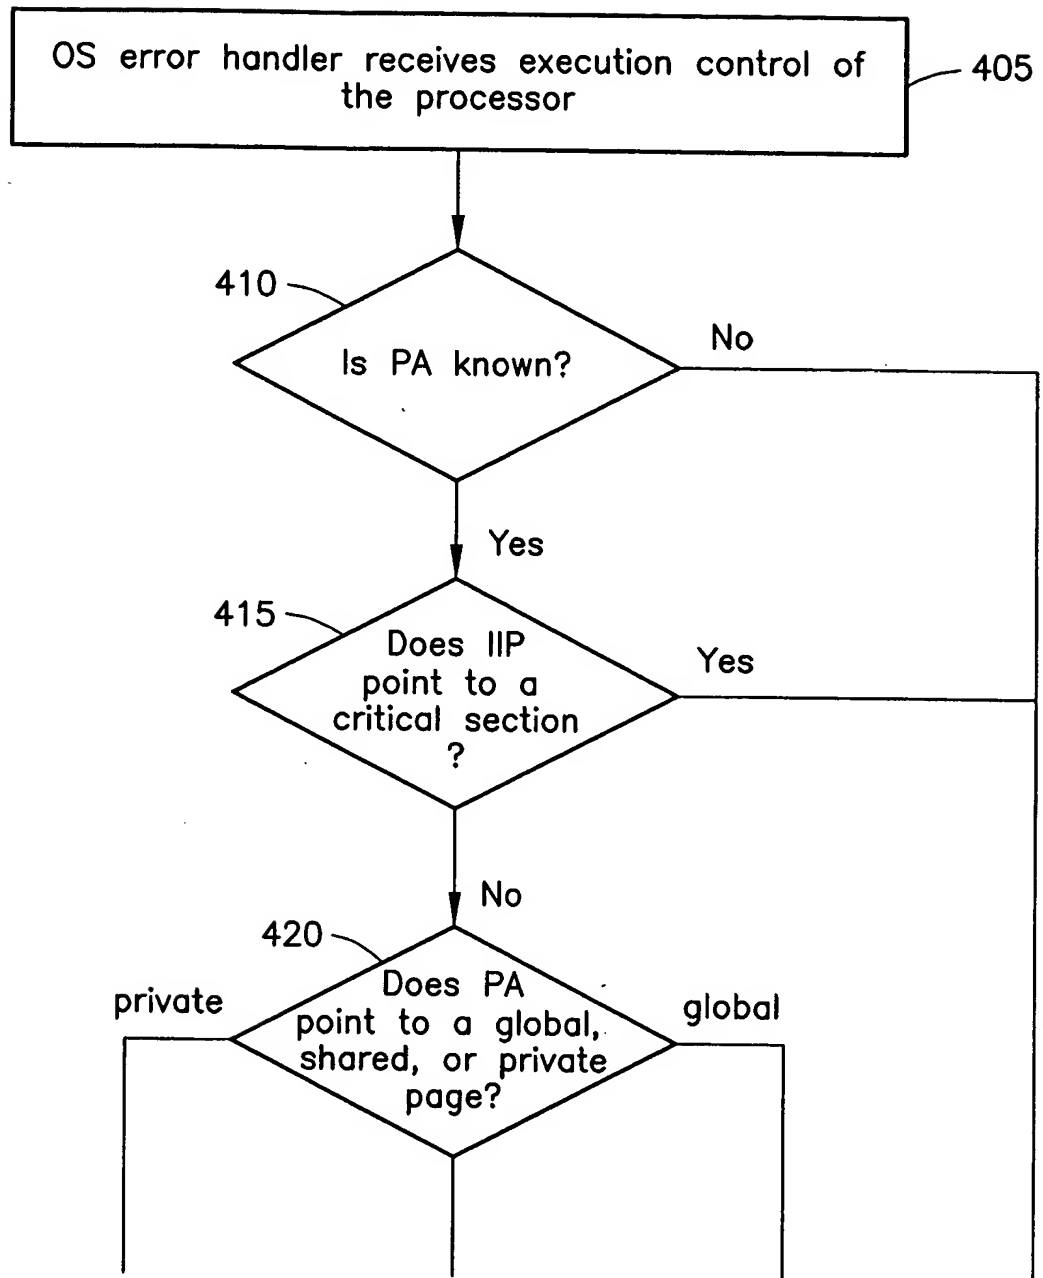 OS error handler receives execution control of
the processor
405
410
Is PA known?
No
Yes
415
Does IIP
point to a
critical section
?
Yes
No
420
Does PA
point to a global,
shared, or private
page?
private
global